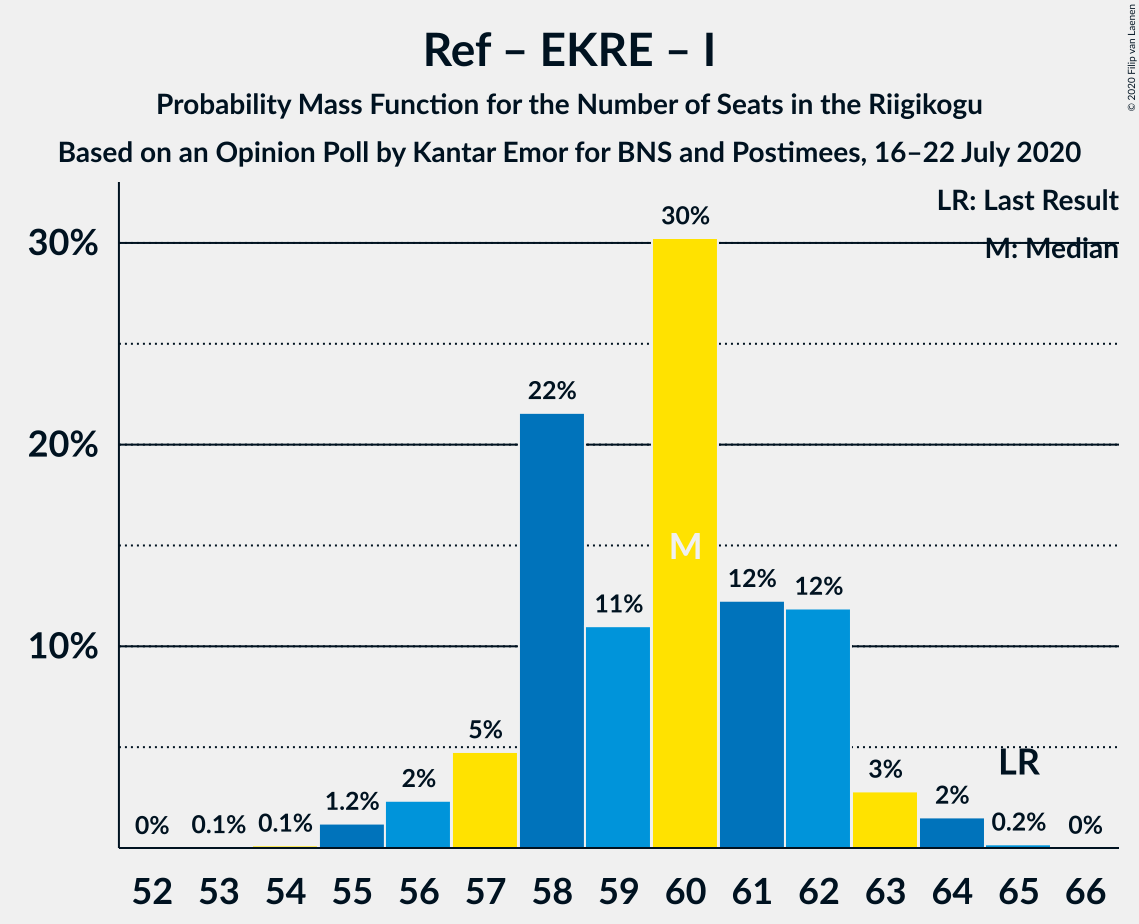 Ref – EKRE – I
Probability Mass Function for the Number of Seats in the Riigikogu
Based on an Opinion Poll by Kantar Emor for BNS and Postimees, 16–22 July 2020
© 2020 Filip van Laenen
LR: Last Result
M: Median
30%
20%
10%
0%
0.1%
0.1%
1.2%
2%
5%
22%
11%
30%
M
12%
12%
3%
2%
LR
0.2%
0%
52 53 54 55 56 57 58 59 60 61 62 63 64 65 66